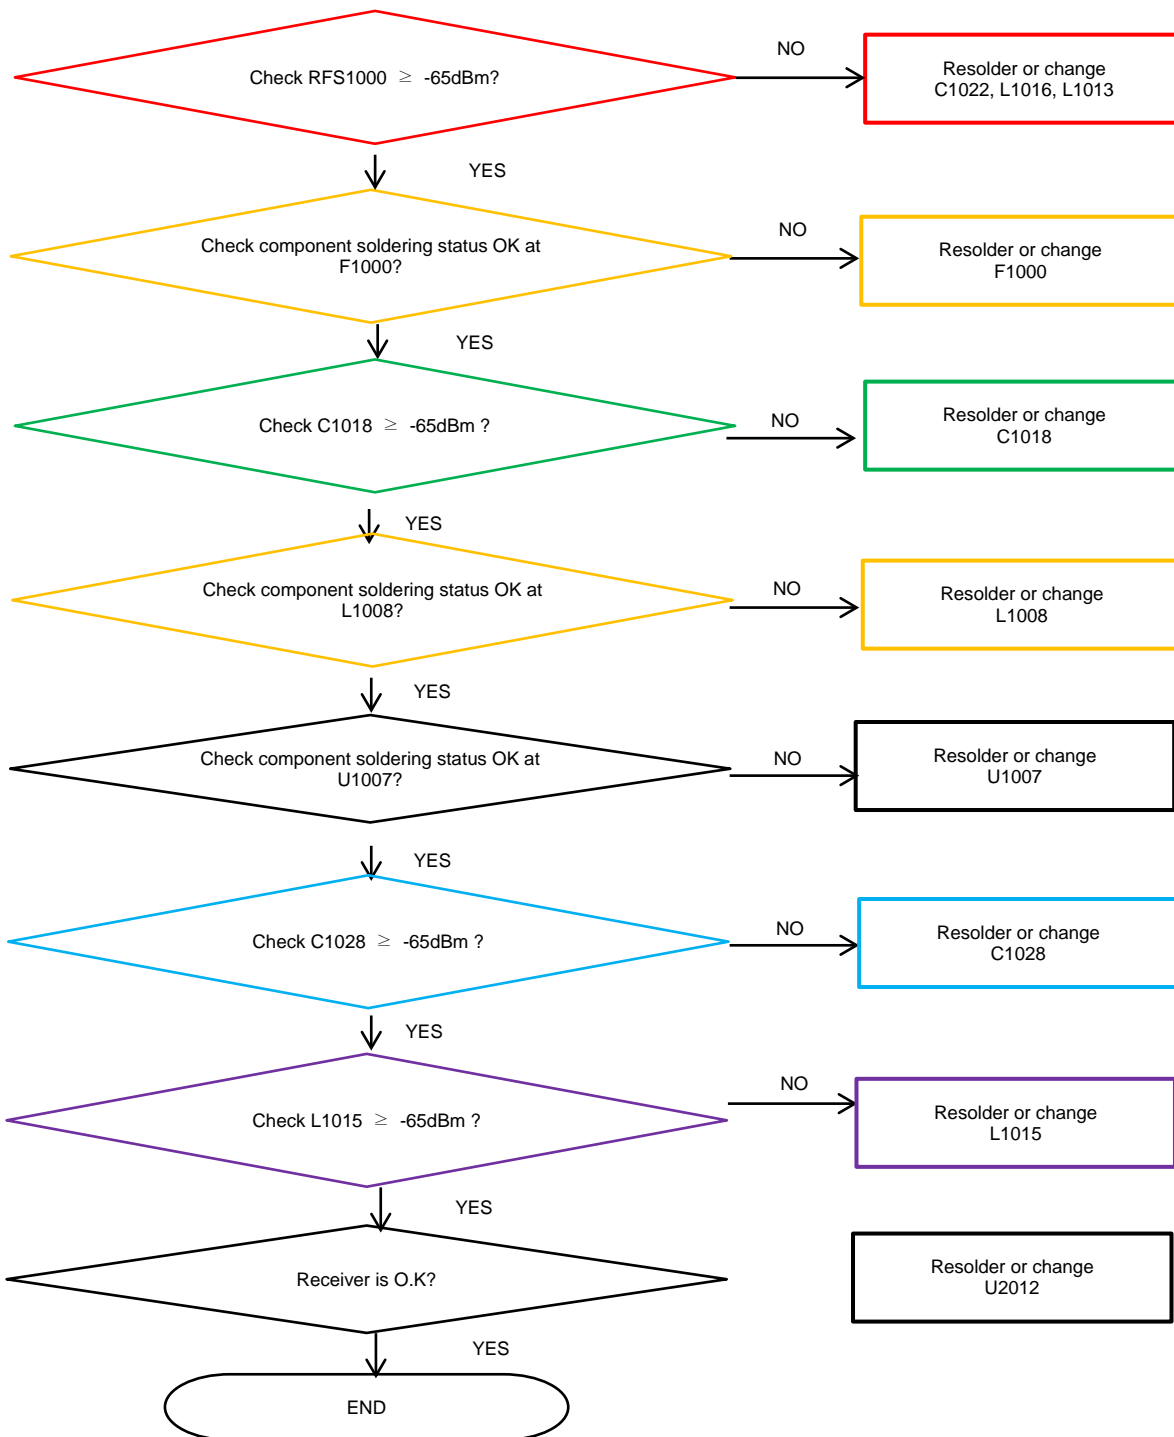 Check RFS1000 ≥ -65dBm?
NO
Resolder or change
C1022, L1016, L1013
YES
Check component soldering status OK at
F1000?
NO
Resolder or change
F1000
YES
Check C1018 ≥ -65dBm ?
NO
Resolder or change
C1018
YES
Check component soldering status OK at
L1008?
NO
Resolder or change
L1008
YES
Check component soldering status OK at
U1007?
NO
Resolder or change
U1007
YES
Check C1028 ≥ -65dBm ?
NO
Resolder or change
C1028
YES
Check L1015 ≥ -65dBm ?
NO
Resolder or change
L1015
YES
Receiver is O.K?
Resolder or change
U2012
YES
END